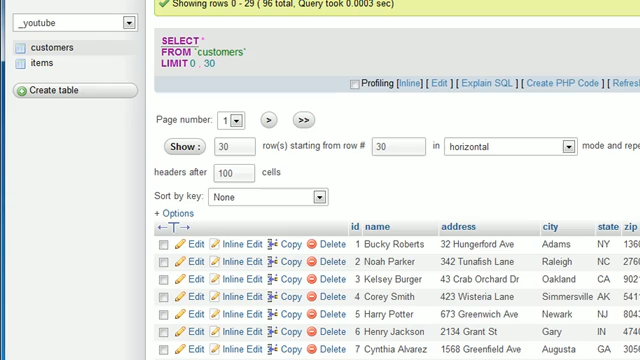 Showing rows 0 - 29 ( 96 total, Query took 0.0003 sec)
_youtube
customers
items
Create table
SELECT *
FROM `customers`
LIMIT 0 , 30
Profiling [Inline] [ Edit ] [ Explain SQL ] [ Create PHP Code ] [ Refresh
Page number: 1 > >>
Show : 30 row(s) starting from row # 30 in horizontal mode and repe
headers after 100 cells
Sort by key: None
+ Options
←T→ id name address city state zip
Edit Inline Edit Copy Delete 1 Bucky Roberts 32 Hungerford Ave Adams NY 1360
Edit Inline Edit Copy Delete 2 Noah Parker 342 Tunafish Lane Raleigh NC 2760
Edit Inline Edit Copy Delete 3 Kelsey Burger 43 Crab Orchard Dr Oakland CA 9460
Edit Inline Edit Copy Delete 4 Corey Smith 423 Wisteria Lane Simmersville AK 5411
Edit Inline Edit Copy Delete 5 Harry Potter 673 Greenwich Ave Newark NJ 8043
Edit Inline Edit Copy Delete 6 Henry Jackson 2134 Grant St Gary IN 4740
Edit Inline Edit Copy Delete 7 Cynthia Alvarez 1568 Greenfield Ave Augusta GA 3050